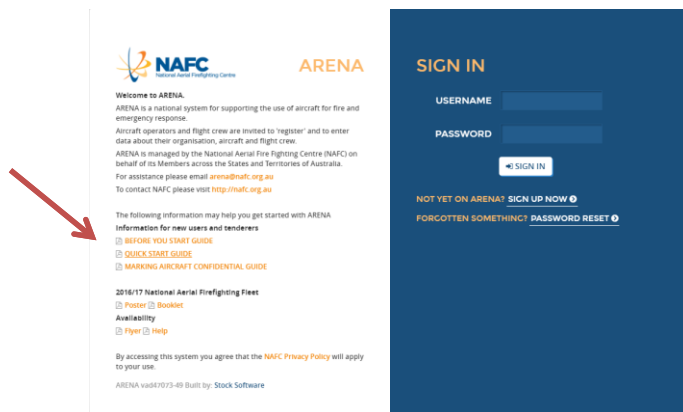 NAFC
National Aerial Firefighting Centre
ARENA
Welcome to ARENA.
ARENA is a national system for supporting the use of aircraft for fire and
emergency response.
Aircraft operators and flight crew are invited to 'register' and to enter
data about their organisation, aircraft and flight crew.
ARENA is managed by the National Aerial Fire Fighting Centre (NAFC) on
behalf of its Members across the States and Territories of Australia.
For assistance please email arena@nafc.org.au
To contact NAFC please visit http://nafc.org.au
The following information may help you get started with ARENA
Information for new users and tenderers
BEFORE YOU START GUIDE
QUICK START GUIDE
MARKING AIRCRAFT CONFIDENTIAL GUIDE
2016/17 National Aerial Firefighting Fleet
Poster Booklet
Availability
Flyer Help
By accessing this system you agree that the NAFC Privacy Policy will apply
to your use.
ARENA vad47073-49 Built by: Stock Software
SIGN IN
USERNAME
PASSWORD
SIGN IN
NOT YET ON ARENA? SIGN UP NOW
FORGOTTEN SOMETHING? PASSWORD RESET